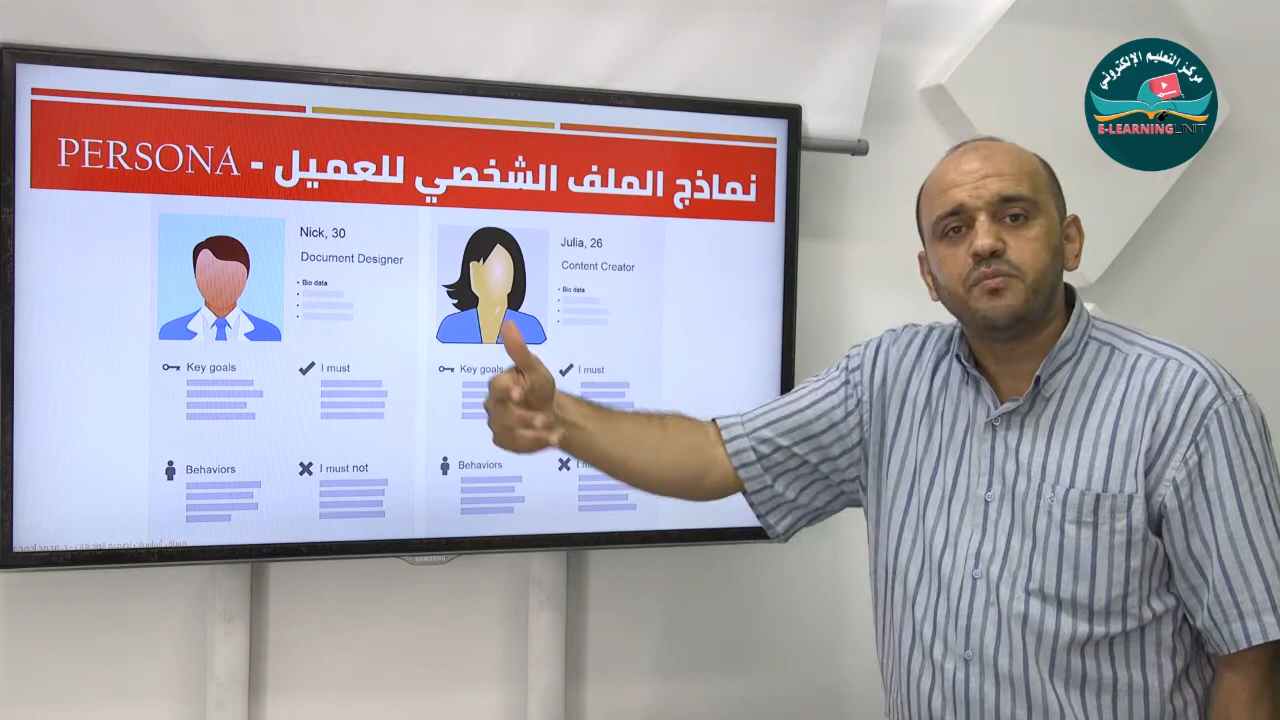 مركز التعليم الإلكتروني
E-LEARNING UNIT
نماذج الملف الشخصي للعميل - PERSONA
Nick, 30
Document Designer
• Bio data
Key goals
I must
Behaviors
I must not
Julia, 26
Content Creator
• Bio data
Key goals
I must
Behaviors
SAMSUNG